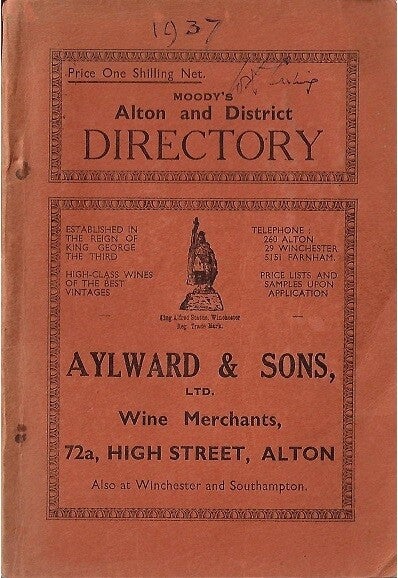 1937
Price One Shilling Net.
MOODY'S
Alton and District
DIRECTORY
ESTABLISHED IN
THE REIGN OF
KING GEORGE
THE THIRD
HIGH-CLASS WINES
OF THE BEST
VINTAGES
TELEPHONE :
260 ALTON
29 WINCHESTER
5151 FARNHAM.
PRICE LISTS AND
SAMPLES UPON
APPLICATION
King Alfred Statue, Winchester
Reg. Trade Mark.
AYLWARD & SONS,
LTD.
Wine Merchants,
72a, HIGH STREET, ALTON
Also at Winchester and Southampton.